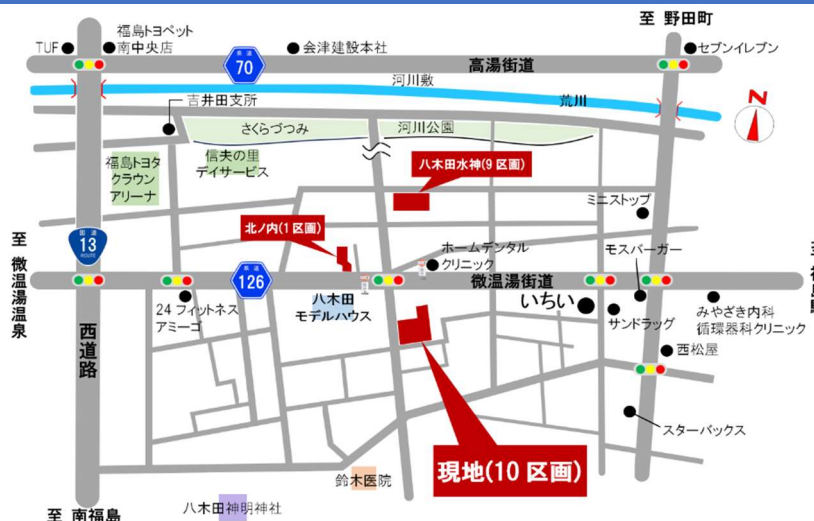 至 野田町
福島トヨペット
南中央店
TUF
会津建設本社
セブンイレブン
県道
70
高湯街道
河川敷
荒川
吉井田支所
さくらづつみ
河川公園
N
福島トヨタ
クラウン
アリーナ
信夫の里
デイサービス
八木田水神(9区画)
ミニストップ
北ノ内(1区画)
国道
13
ROUTE
至 微温湯温泉
県道
126
ホームデンタル
クリニック
モスバーガー
微温湯街道
24フィットネス
アミーゴ
八木田
モデルハウス
いちい
サンドラッグ
みやざき内科
循環器科クリニック
西道路
西松屋
スターバックス
現地(10区画)
鈴木医院
八木田神明神社
至 南福島